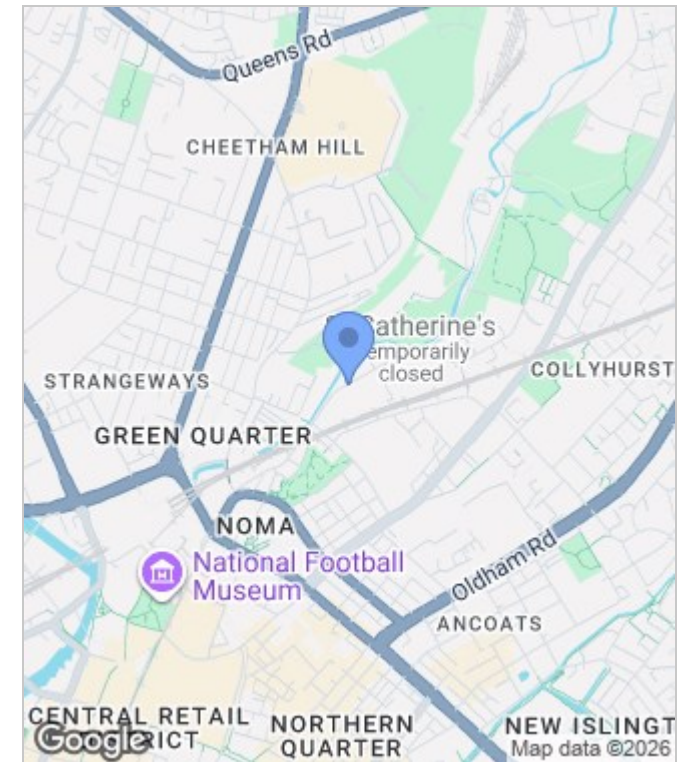 Queens Rd
CHEETHAM HILL
Catherine's
emporarily
closed
COLLYHURST
STRANGEWAYS
GREEN QUARTER
NOMA
National Football
Museum
Oldham Rd
ANCOATS
CENTRAL RETAIL
NORTHERN
QUARTER
NEW ISLINGT
Google
Map data ©2026